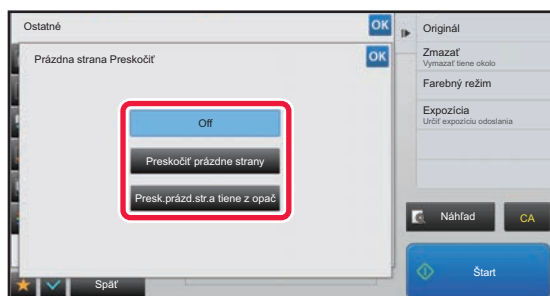 Ostatné
OK
Prázdna strana Preskočiť
OK
Off
Preskočiť prázdne strany
Presk.prázd.str.a tiene z opač
Späť
Originál
Zmazať
Vymazať tiene okolo
Farebný režim
Expozícia
Určiť expozíciu odoslania
Náhľad
CA
Štart